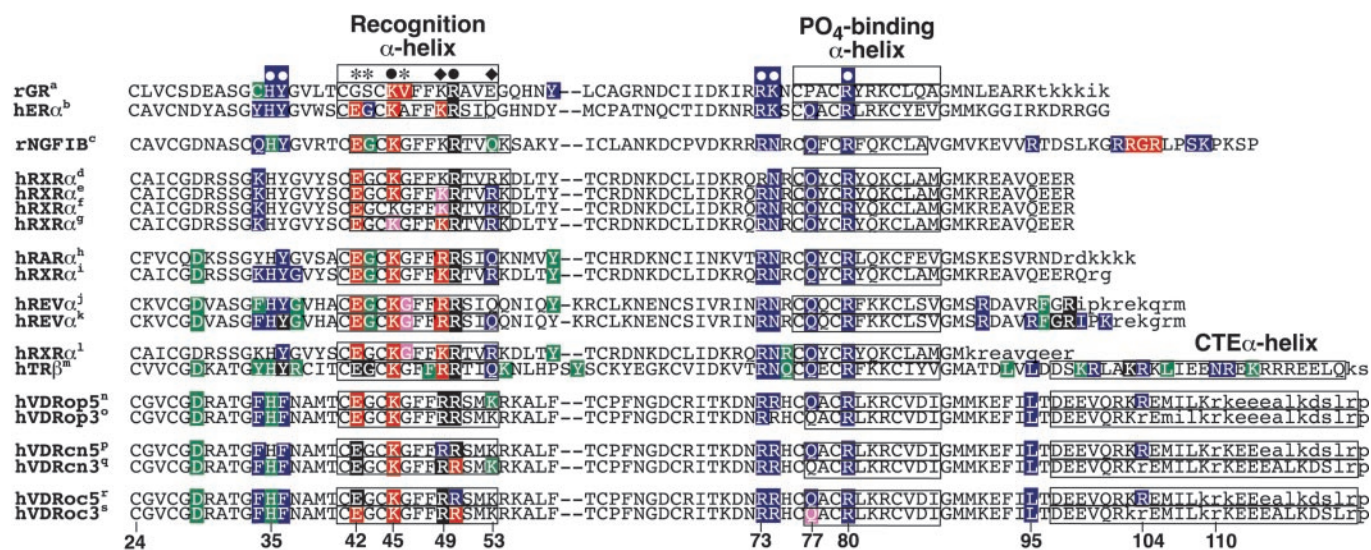 Recognition
α-helix
PO4-binding
α-helix
**●* ◆● ◆
rGRa CLVCSDEASGCHYGVLTCGSCKVFFKRAVEGQHNY--LCAGRNDCIIDKIRRKNCPACRYRKCLQAGMNLEARKtkkkik
hERαb CAVCNDYASGYHYGVWSCEGCKAFFKRSIQGHNDY--MCPATNQCTIDKNRRKSCQACRLRKCYEVGMMKGGIRKDRRGG
rNGFIBc CAVCGDNASCQHYGVRTCEGCKGFFKRTVQKSAKY--ICLANKDCPVDKRRRNRCQFCRFQKCLAVGMVKEVVRTDSLKGRRGRLPSKPKSP
hRXRαd CAICGDRSSGKHYGVYSCEGCKGFFKRTVRKDLTY--TCRDNKDCLIDKRQRNRCQYCRYQKCLAMGMKREAVQEER
hRXRαe CAICGDRSSGKHYGVYSCEGCKGFFKRTVRKDLTY--TCRDNKDCLIDKRQRNRCQYCRYQKCLAMGMKREAVQEER
hRXRαf CAICGDRSSGKHYGVYSCEGCKGFFKRTVRKDLTY--TCRDNKDCLIDKRQRNRCQYCRYQKCLAMGMKREAVQEER
hRXRαg CAICGDRSSGKHYGVYSCEGCKGFFKRTVRKDLTY--TCRDNKDCLIDKRQRNRCQYCRYQKCLAMGMKREAVQEER
hRARαh CFVCQDKSSGYHYGVSACEGCKGFFRRSIQKNMVY--TCHRDKNCIINKVTRNRCQYCRLQKCFEVGMSKESVRNDrdkkkk
hRXRαi CAICGDRSSGKHYGVYSCEGCKGFFKRTVRKDLTY--TCRDNKDCLIDKRQRNRCQYCRYQKCLAMGMKREAVQEERQrg
hREVαj CKVCGDVASGFHYGVHACEGCKGFFRRSIQQNIQY-KRCLKNENCSIVRINRNRCQQCRFKKCLSVGMSRDAVRFGRipkrekqrm
hREVαk CKVCGDVASGFHYGVHACEGCKGFFRRSIQQNIQY-KRCLKNENCSIVRINRNRCQQCRFKKCLSVGMSRDAVRFGRIPKrekgrm
hRXRαl CAICGDRSSGKHYGVYSCEGCKGFFKRTVRKDLTY--TCRDNKDCLIDKRQRNRCQYCRYQKCLAMGMkreavqeer
CTEα-helix
hTRβm CVVCDKATGYHYRCITCEGCKGFFRRTIQKNLHPSYSCKYEGKCVIDKVTRNQCQECRFKKCIYVGMATDLVLDDSKRLAKRKLIEENREKRRREELQks
hVDRop5n CGVCGDRATGFHFNAMTCEGCKGFFRRSMKRKALF--TCPFNGDCRITKDNRRHCQACRLKRCVDIGMMKEFILTDEEVQRKREMILKrkeeealkdslrp
hVDRop3o CGVCGDRATGFHFNAMTCEGCKGFFRRSMKRKALF--TCPFNGDCRITKDNRRHCQACRLKRCVDIGMMKEFILTDEEVQRKREmilkrkeeealkdslrp
hVDRcn5p CGVCGDRATGFHFNAMTCEGCKGFFRRSMKRKALF--TCPFNGDCRITKDNRRHCQACRLKRCVDIGMMKEFILTDEEVQRKREMILkrkEEealkdslrp
hVDRcn3q CGVCGDRATGFHFNAMTCEGCKGFFRRSMKRKALF--TCPFNGDCRITKDNRRHCQACRLKRCVDIGMMKEFILTDEEVQRKrEMILKrkEEEALKDSlrp
hVDRoc5r CGVCGDRATGFHFNAMTCEGCKGFFRRSMKRKALF--TCPFNGDCRITKDNRRHCQACRLKRCVDIGMMKEFILTDEEVQRKREMILkrkEEealkdslrp
hVDRoc3s CGVCGDRATGFHFNAMTCEGCKGFFRRSMKRKALF--TCPFNGDCRITKDNRRHCQACRLKRCVDIGMMKEFILTDEEVQRKrEMILkrkEEEALKDSlrp
24 35 42 45 49 53 73 77 80 95 104 110